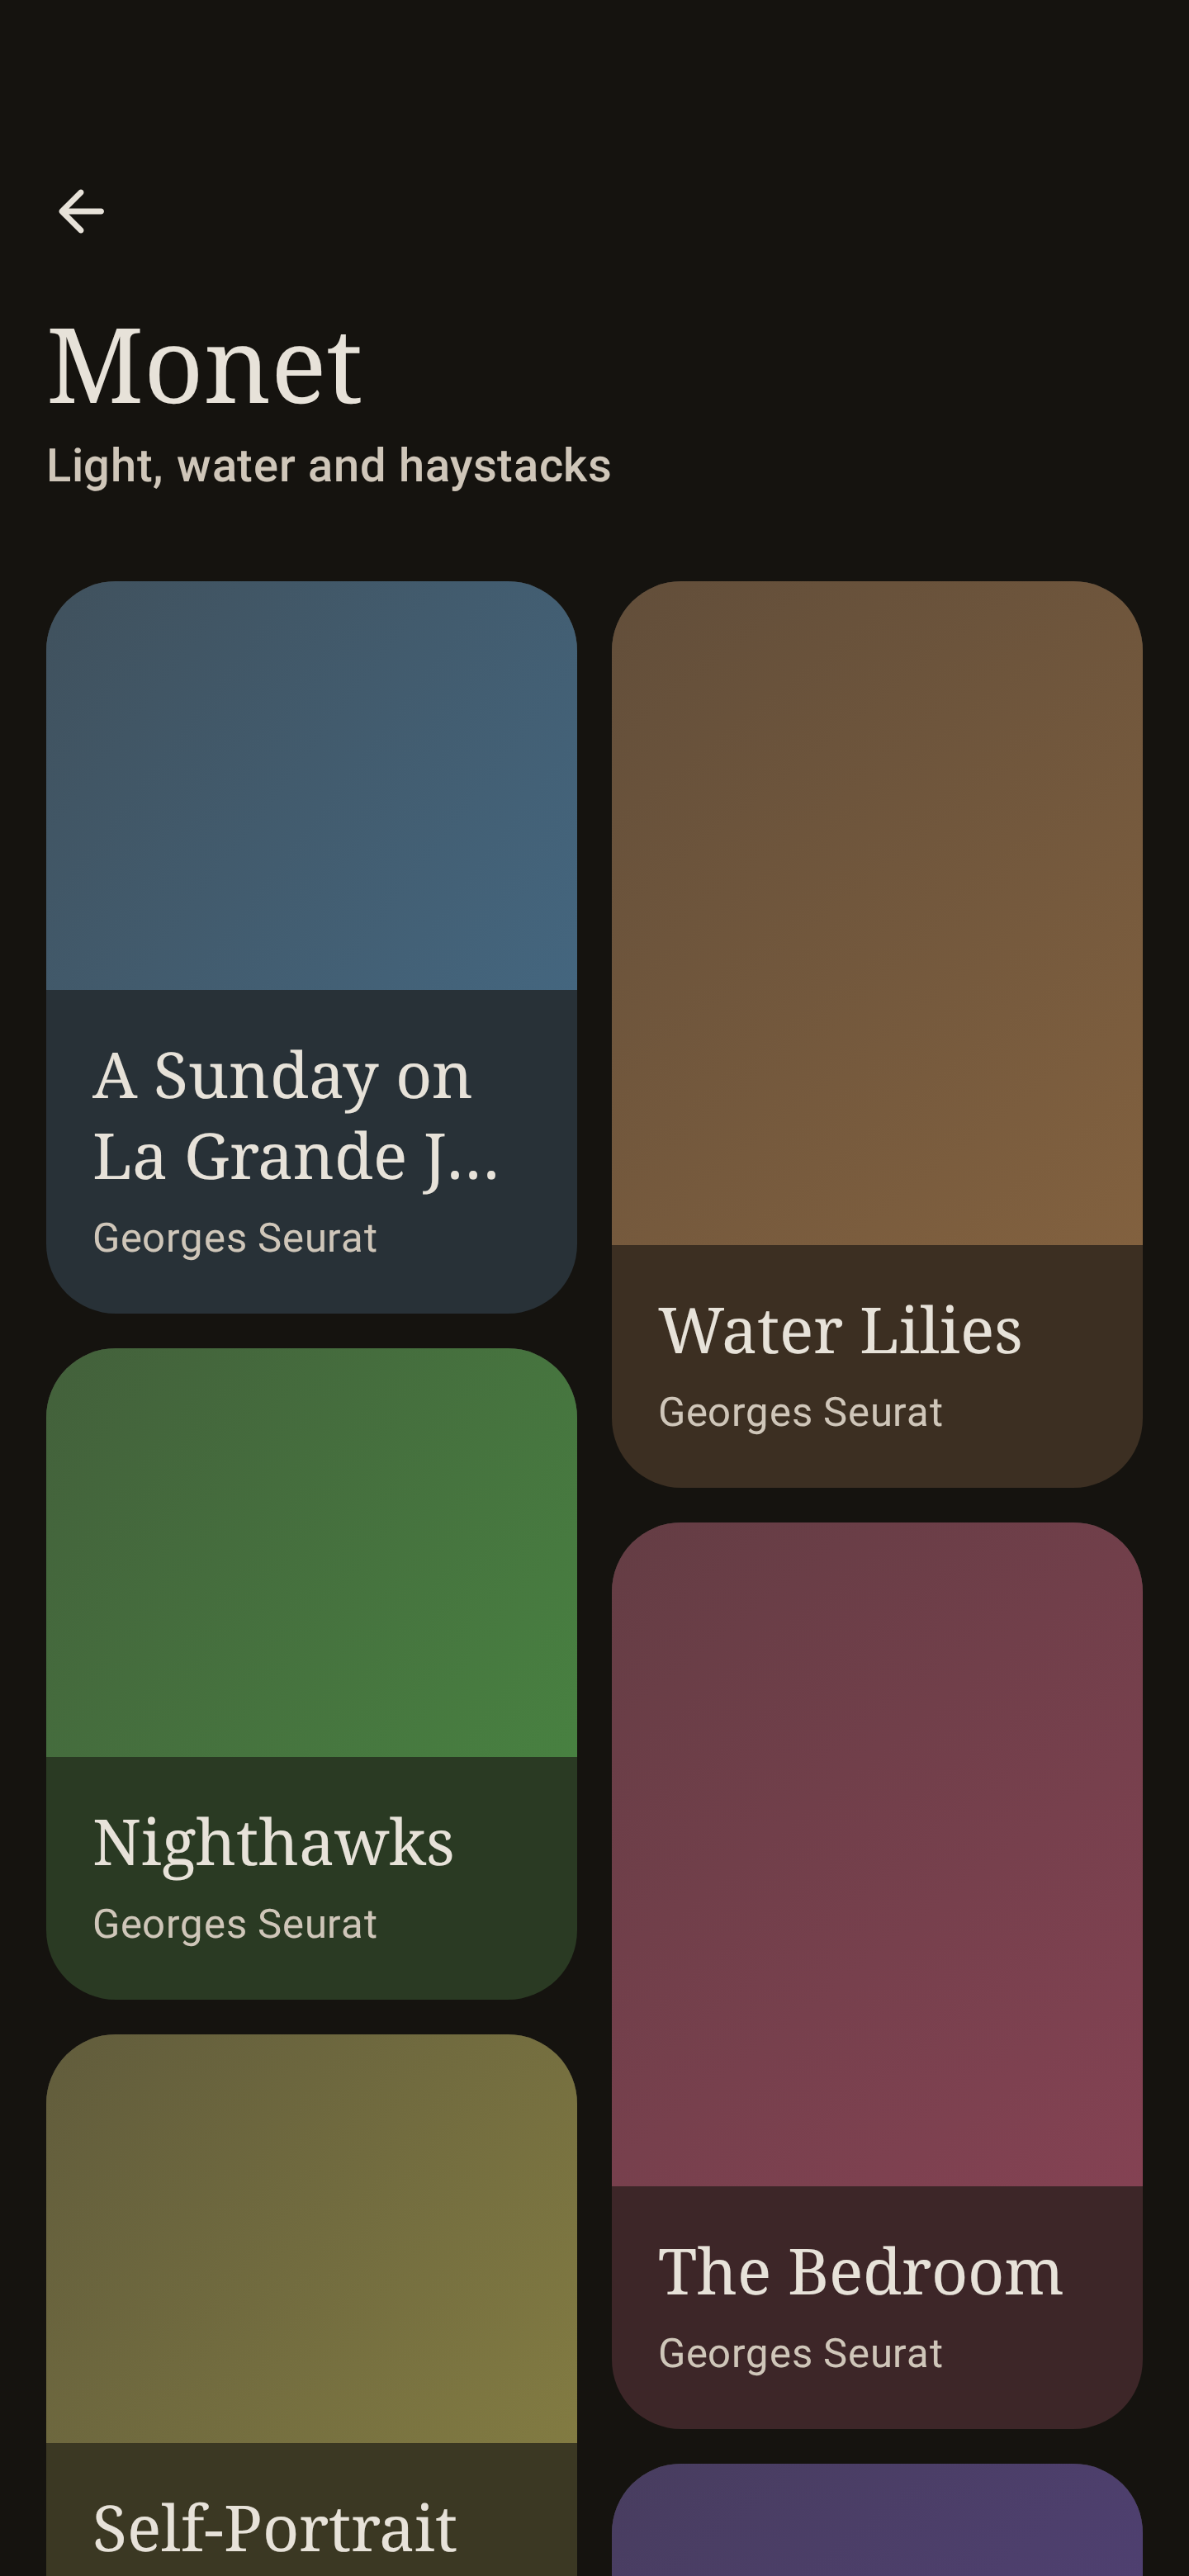 Monet
Light, water and haystacks
A Sunday on
La Grande J…
Georges Seurat
Water Lilies
Georges Seurat
Nighthawks
Georges Seurat
The Bedroom
Georges Seurat
Self-Portrait